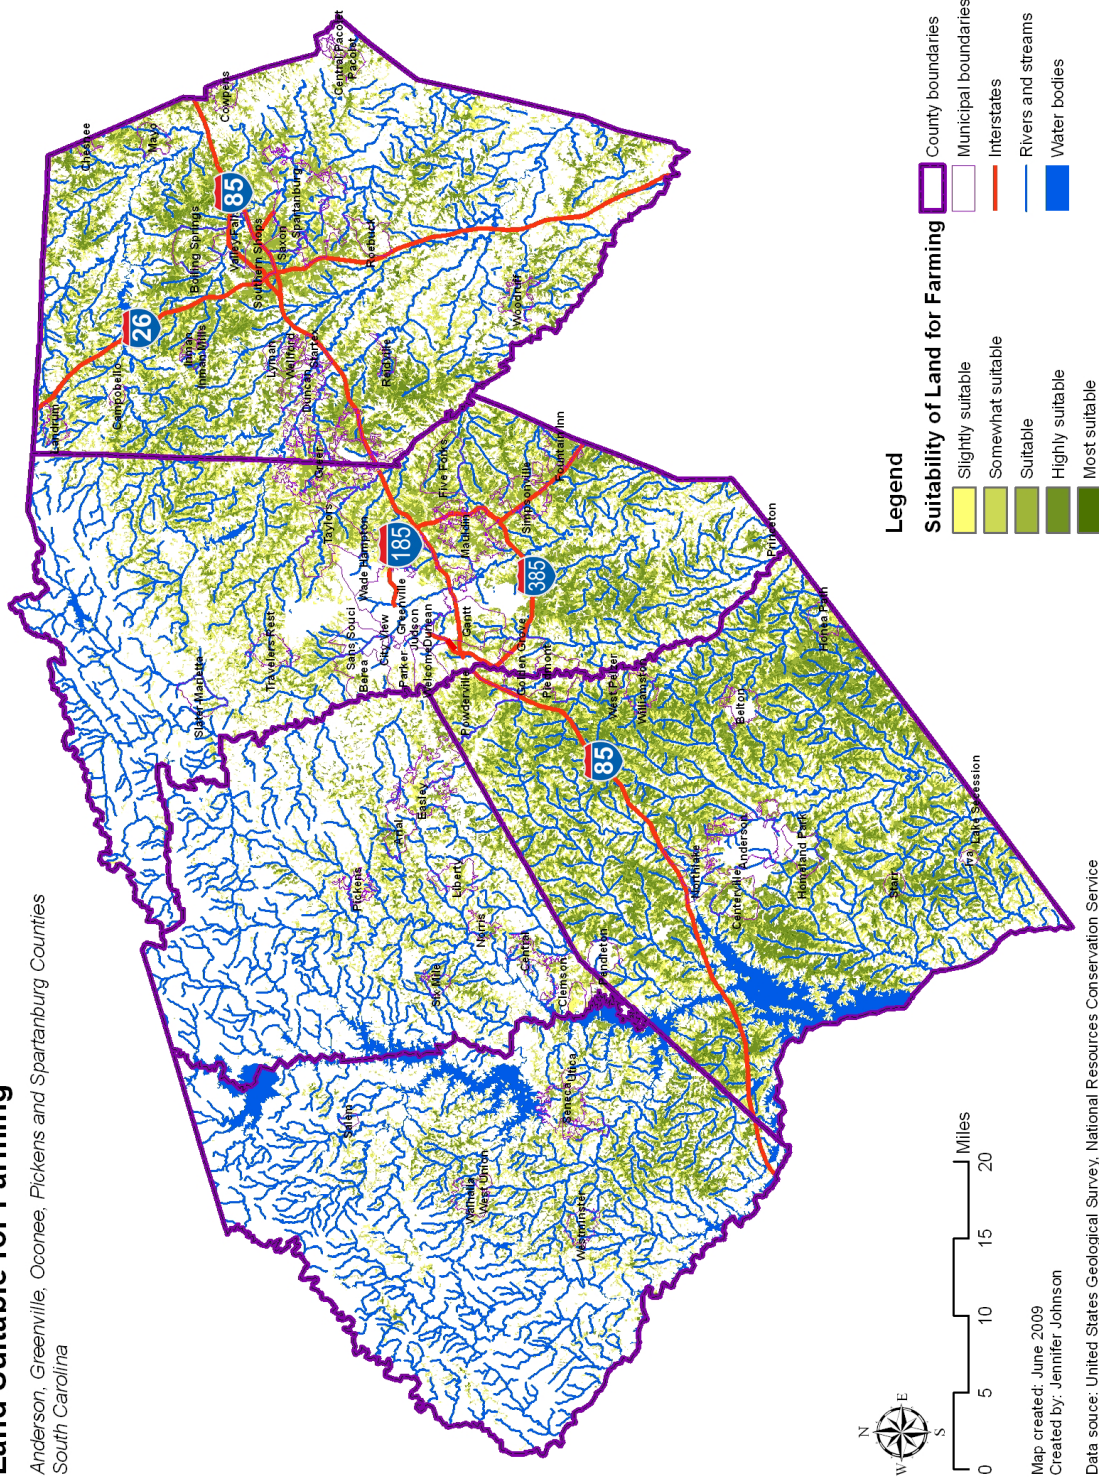 Land Suitable for Farming
Anderson, Greenville, Oconee, Pickens and Spartanburg Counties
South Carolina
Landrum
Campobello
26
Inman
Inman Mills
Boiling Springs
Chesnee
Mayo
Cowpens
85
Valley Fall
Southern Shops
Saxon
Spartanburg
Central Pacolet
Pacolet
Roebuck
Lyman
Wellford
Duncan
Startex
Reidville
Woodruff
Greer
Taylors
Five Forks
Simpsonville
Fountain Inn
Mauldin
Wade Hampton
185
385
Slater-Marietta
Travelers Rest
Sans Souci
Berea
City View
Parker
Greenville
Judson
Welcome
Dunean
Gantt
Golden Grove
Piedmont
Powderville
West Pelzer
Williamston
Princeton
Honea Path
Belton
85
Easley
Arial
Pickens
Liberty
Norris
Central
Six Mile
Clemson
Pendleton
Northlake
Anderson
Centerville
Homeland Park
Starr
Iva
Lake Secession
Salem
Utica
Seneca
Walhalla
West Union
Westminster
Legend
Suitability of Land for Farming
Slightly suitable
Somewhat suitable
Suitable
Highly suitable
Most suitable
County boundaries
Municipal boundaries
Interstates
Rivers and streams
Water bodies
N
W E
S
0 5 10 15 20
Miles
Map created: June 2009
Created by: Jennifer Johnson
Data souce: United States Geological Survey, National Resources Conservation Service